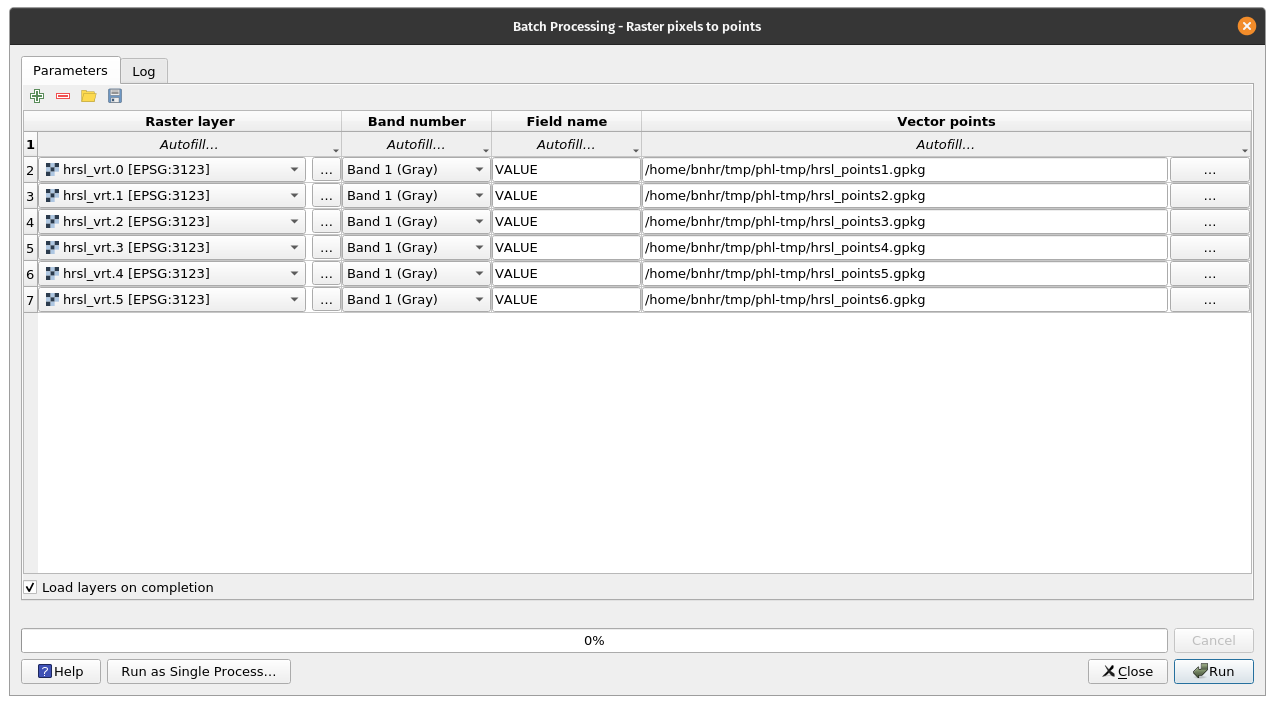 Batch Processing - Raster pixels to points
Parameters Log
Raster layer Band number Field name Vector points
1 Autofill… Autofill… Autofill… Autofill…
2 hrsl_vrt.0 [EPSG:3123] … Band 1 (Gray) VALUE /home/bnhr/tmp/phl-tmp/hrsl_points1.gpkg …
3 hrsl_vrt.1 [EPSG:3123] … Band 1 (Gray) VALUE /home/bnhr/tmp/phl-tmp/hrsl_points2.gpkg …
4 hrsl_vrt.2 [EPSG:3123] … Band 1 (Gray) VALUE /home/bnhr/tmp/phl-tmp/hrsl_points3.gpkg …
5 hrsl_vrt.3 [EPSG:3123] … Band 1 (Gray) VALUE /home/bnhr/tmp/phl-tmp/hrsl_points4.gpkg …
6 hrsl_vrt.4 [EPSG:3123] … Band 1 (Gray) VALUE /home/bnhr/tmp/phl-tmp/hrsl_points5.gpkg …
7 hrsl_vrt.5 [EPSG:3123] … Band 1 (Gray) VALUE /home/bnhr/tmp/phl-tmp/hrsl_points6.gpkg …
Load layers on completion
0% Cancel
Help Run as Single Process… Close Run